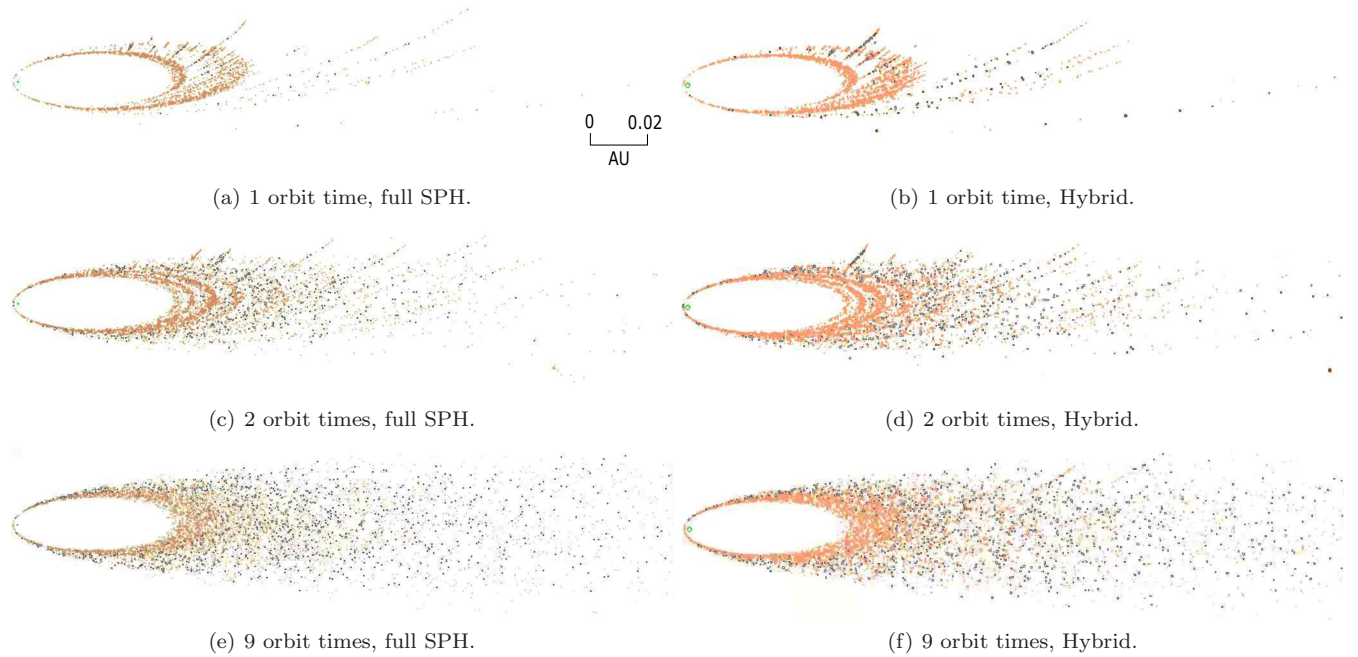 0 0.02
AU
(a) 1 orbit time, full SPH.
(b) 1 orbit time, Hybrid.
(c) 2 orbit times, full SPH.
(d) 2 orbit times, Hybrid.
(e) 9 orbit times, full SPH.
(f) 9 orbit times, Hybrid.